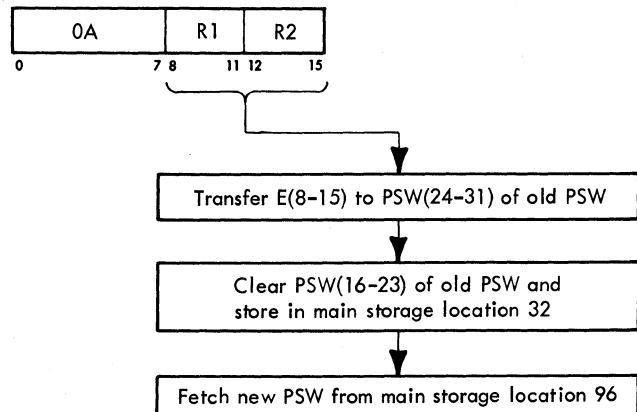 0A R1 R2
0 7 8 11 12 15
Transfer E(8-15) to PSW(24-31) of old PSW
Clear PSW(16-23) of old PSW and
store in main storage location 32
Fetch new PSW from main storage location 96